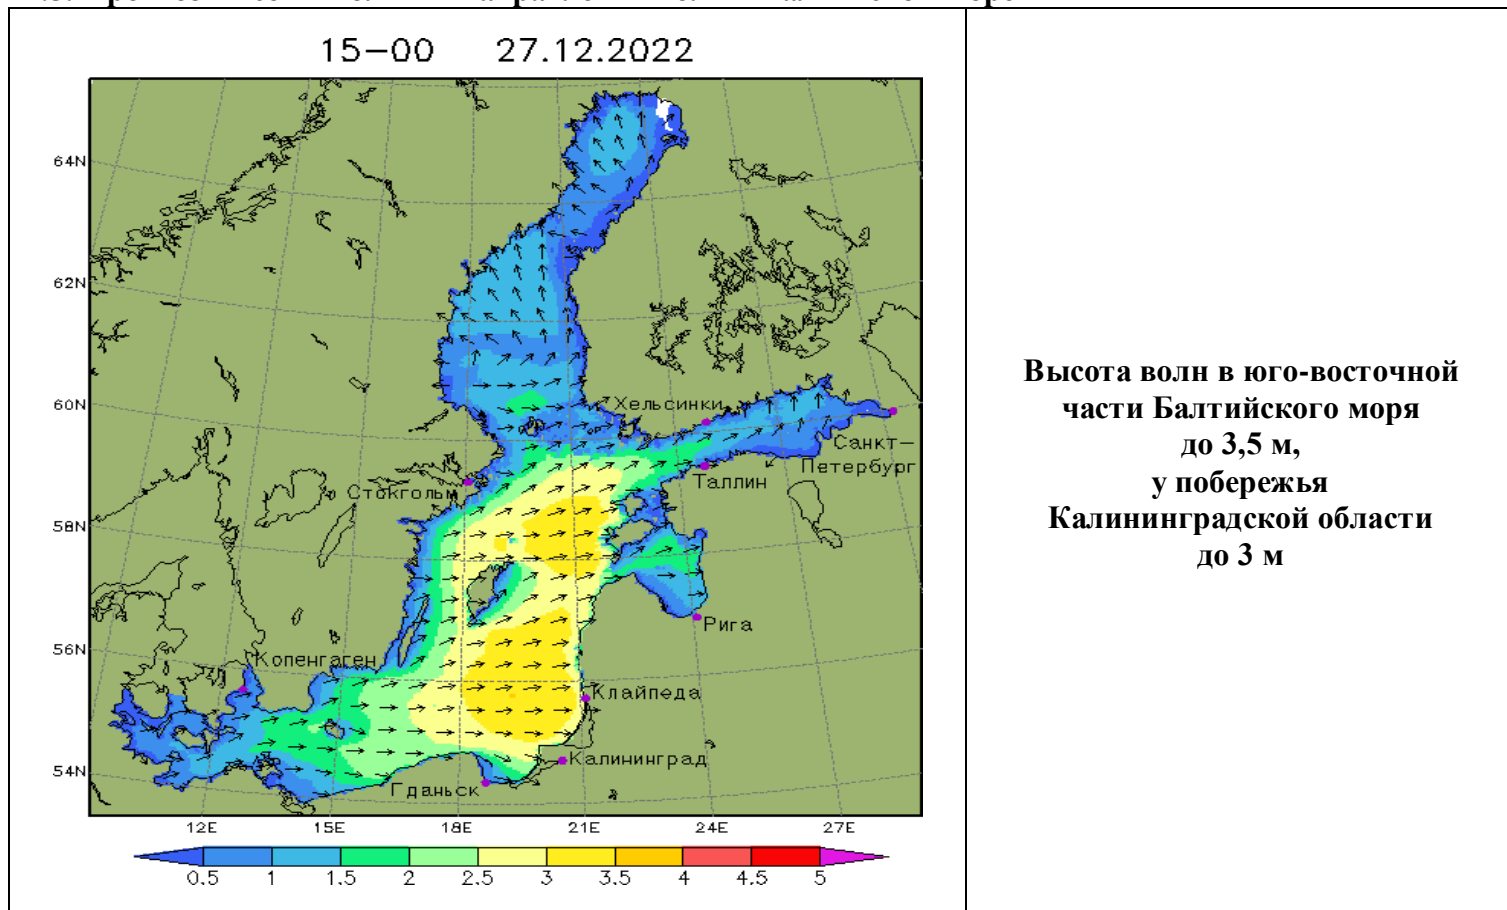 15-00 27.12.2022
64N
62N
60N
58N
56N
54N
Хельсинки
Санкт-
Петербург
Таллин
Стокгольм
Рига
Копенгаген
Клайпеда
Калининград
Гданьск
12E 15E 18E 21E 24E 27E
0.5 1 1.5 2 2.5 3 3.5 4 4.5 5
Высота волн в юго-восточной
части Балтийского моря
до 3,5 м,
у побережья
Калининградской области
до 3 м